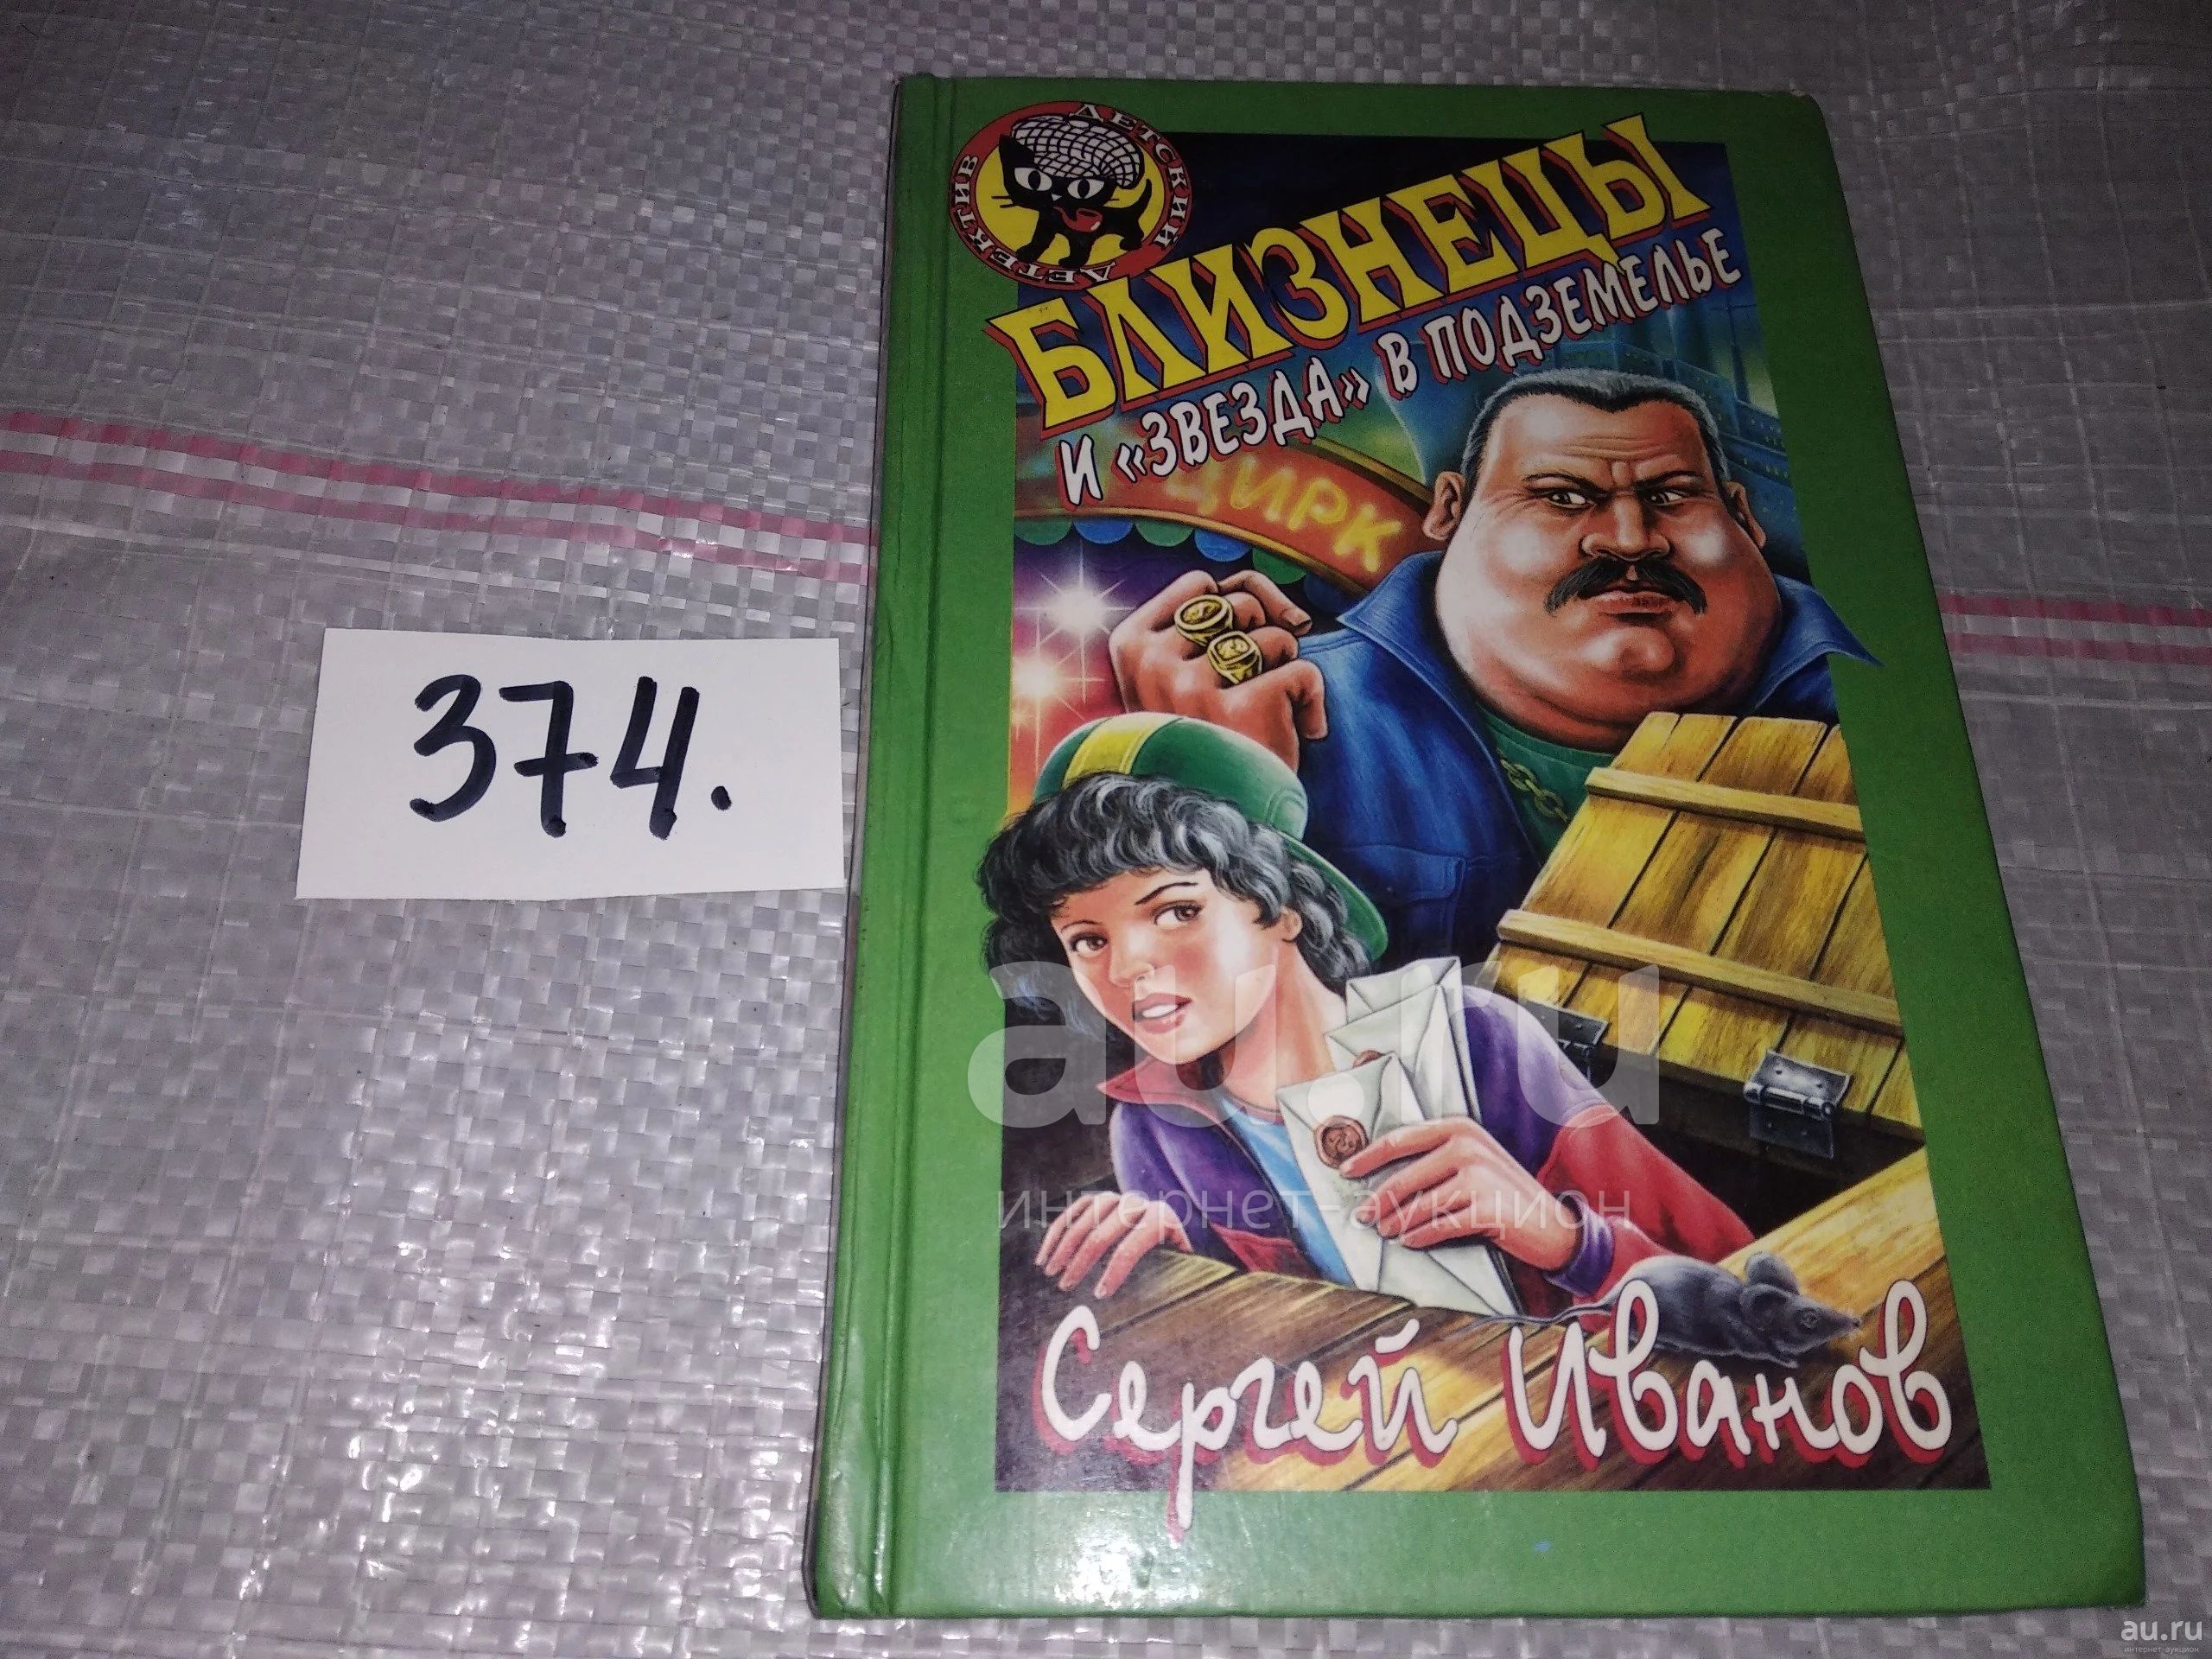 ДЕТСКИЙ ДЕТЕКТИВ
БЛИЗНЕЦЫ
И «ЗВЕЗДА» В ПОДЗЕМЕЛЬЕ
ЦИРК
374.
au.ru
интернет-аукцион
Сергей Иванов
au.ru
интернет-аукцион